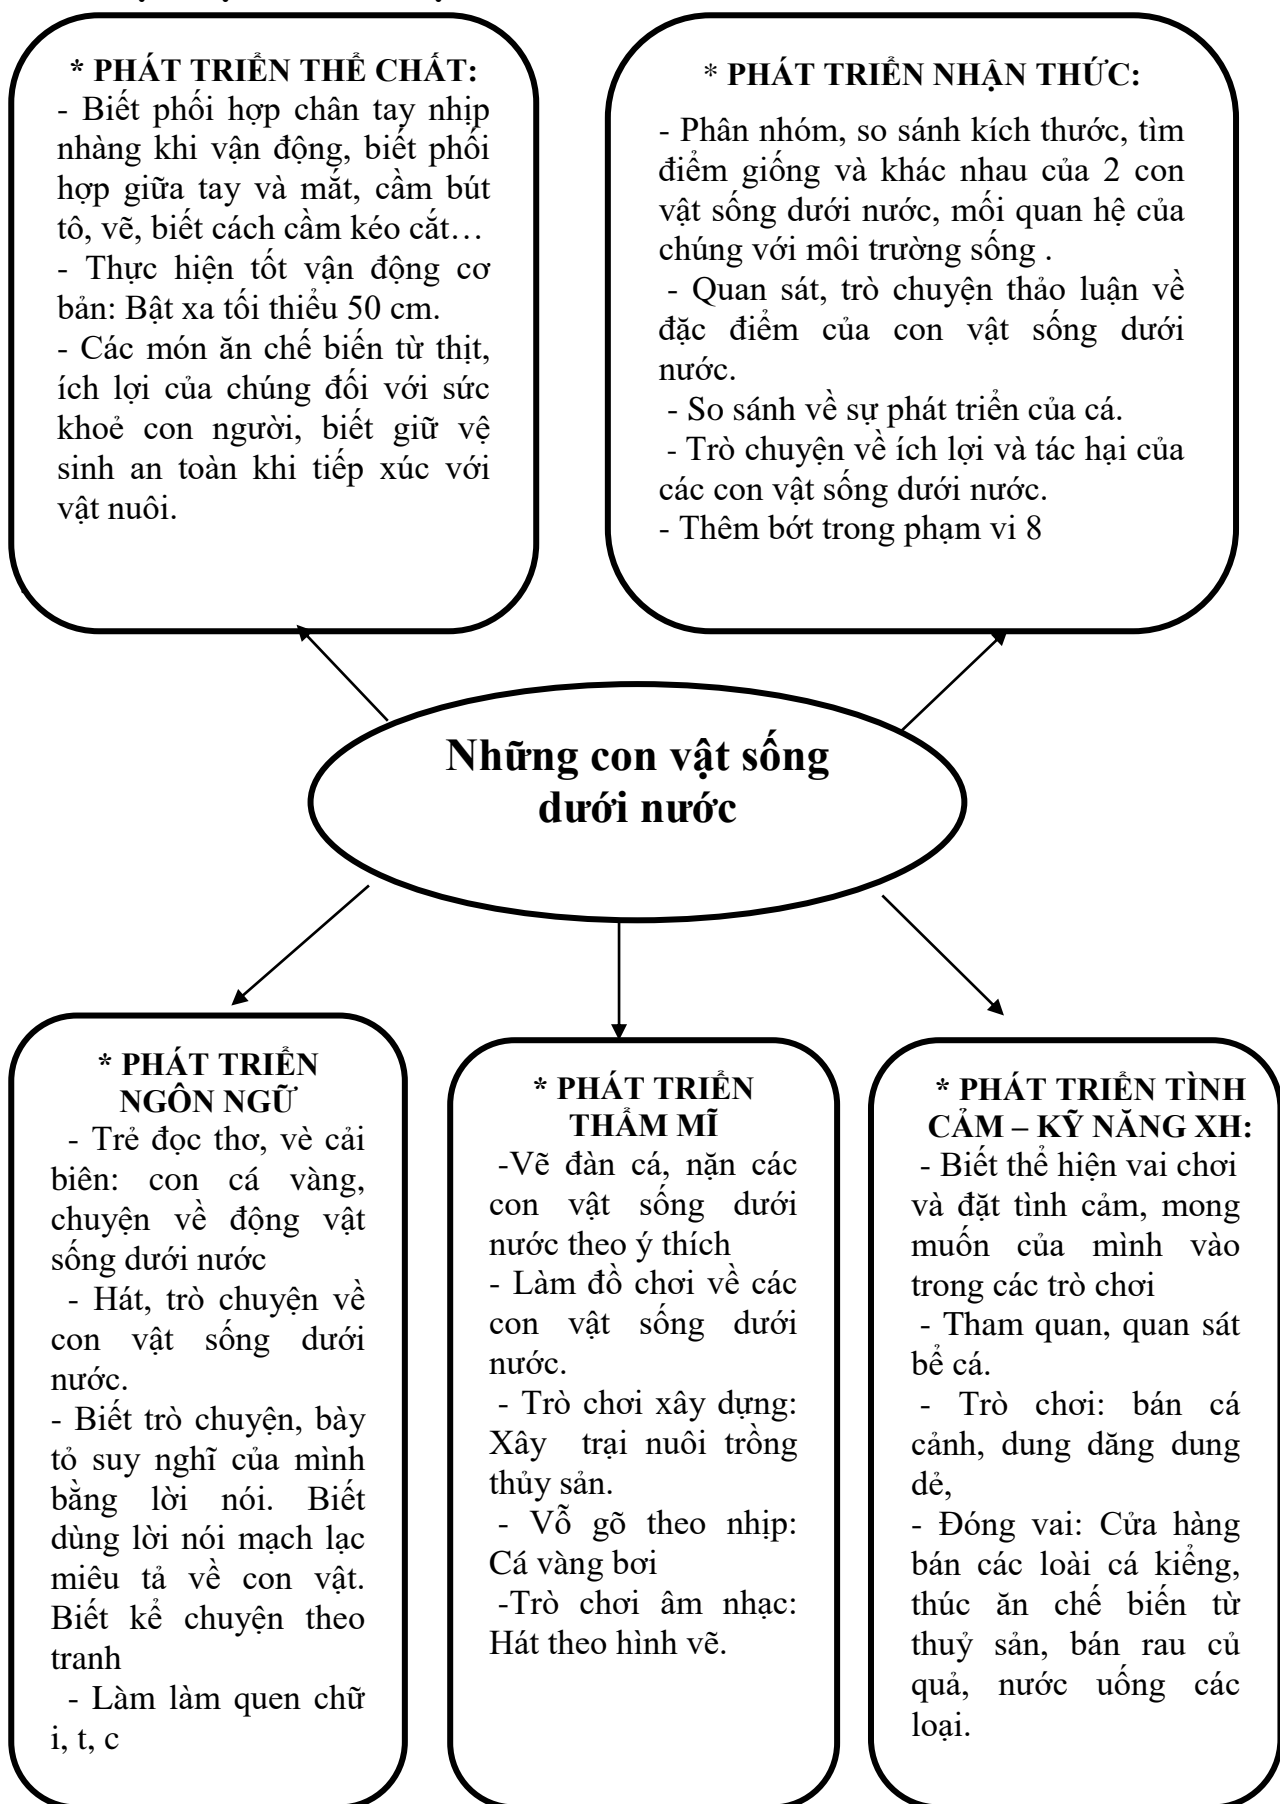 * PHÁT TRIỂN THỂ CHẤT:
- Biết phối hợp chân tay nhịp
nhàng khi vận động, biết phối
hợp giữa tay và mắt, cầm bút
tô, vẽ, biết cách cầm kéo cắt…
- Thực hiện tốt vận động cơ
bản: Bật xa tối thiểu 50 cm.
- Các món ăn chế biến từ thịt,
ích lợi của chúng đối với sức
khoẻ con người, biết giữ vệ
sinh an toàn khi tiếp xúc với
vật nuôi.
* PHÁT TRIỂN NHẬN THỨC:
- Phân nhóm, so sánh kích thước, tìm
điểm giống và khác nhau của 2 con
vật sống dưới nước, mối quan hệ của
chúng với môi trường sống .
- Quan sát, trò chuyện thảo luận về
đặc điểm của con vật sống dưới
nước.
- So sánh về sự phát triển của cá.
- Trò chuyện về ích lợi và tác hại của
các con vật sống dưới nước.
- Thêm bớt trong phạm vi 8
Những con vật sống
dưới nước
* PHÁT TRIỂN
NGÔN NGỮ
- Trẻ đọc thơ, vè cải
biên: con cá vàng,
chuyện về động vật
sống dưới nước
- Hát, trò chuyện về
con vật sống dưới
nước.
- Biết trò chuyện, bày
tỏ suy nghĩ của mình
bằng lời nói. Biết
dùng lời nói mạch lạc
miêu tả về con vật.
Biết kể chuyện theo
tranh
- Làm làm quen chữ
i, t, c
* PHÁT TRIỂN
THẨM MĨ
-Vẽ đàn cá, nặn các
con vật sống dưới
nước theo ý thích
- Làm đồ chơi về các
con vật sống dưới
nước.
- Trò chơi xây dựng:
Xây trại nuôi trồng
thủy sản.
- Vỗ gõ theo nhịp:
Cá vàng bơi
-Trò chơi âm nhạc:
Hát theo hình vẽ.
* PHÁT TRIỂN TÌNH
CẢM – KỸ NĂNG XH:
- Biết thể hiện vai chơi
và đặt tình cảm, mong
muốn của mình vào
trong các trò chơi
- Tham quan, quan sát
bể cá.
- Trò chơi: bán cá
cảnh, dung dăng dung
dẻ,
- Đóng vai: Cửa hàng
bán các loài cá kiểng,
thúc ăn chế biến từ
thuỷ sản, bán rau củ
quả, nước uống các
loại.